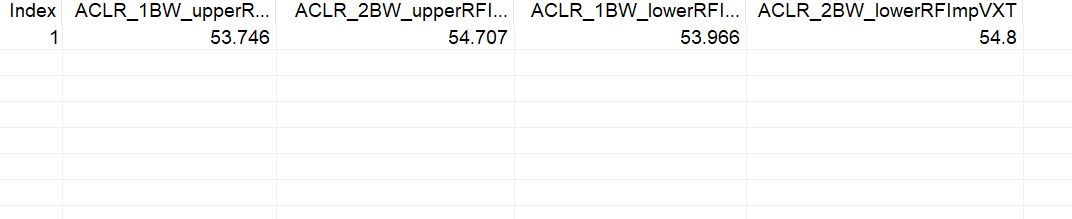 Index ACLR_1BW_upperR... ACLR_2BW_upperRFI... ACLR_1BW_lowerRFI... ACLR_2BW_lowerRFImpVXT
1 53.746 54.707 53.966 54.8